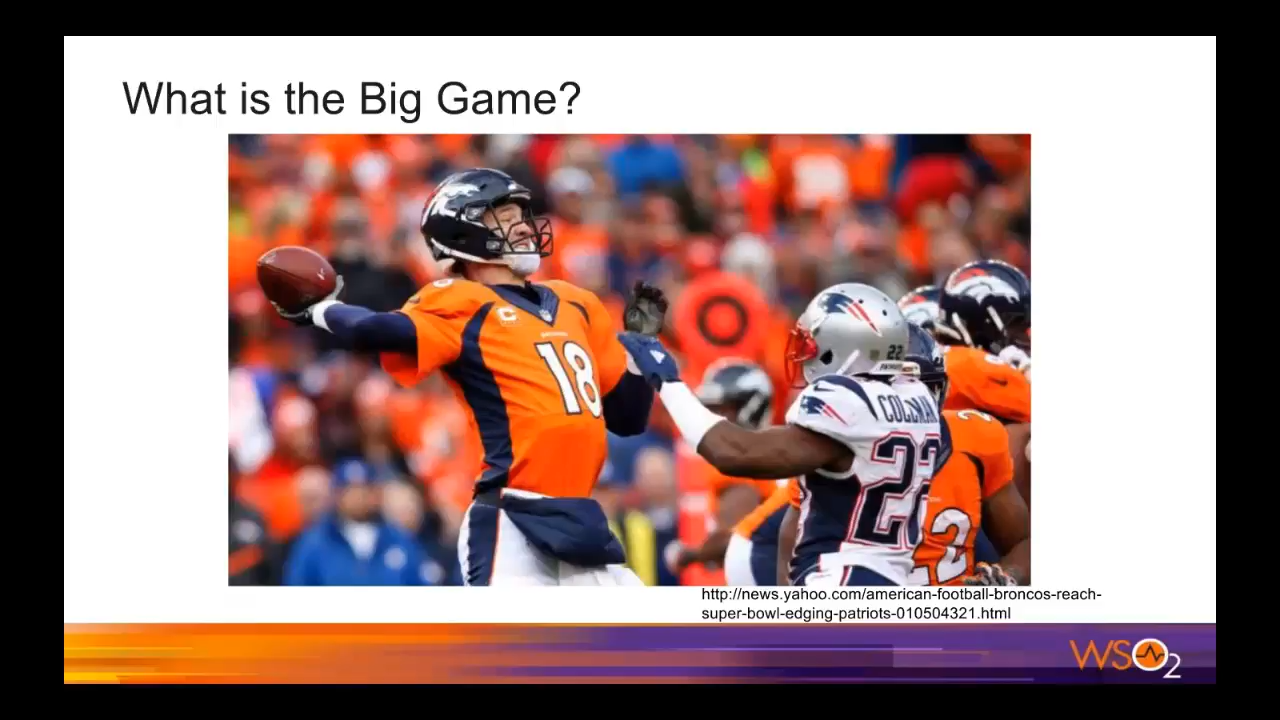 What is the Big Game?
18
C
22
COLEMAN
22
2
http://news.yahoo.com/american-football-broncos-reach-
super-bowl-edging-patriots-010504321.html
WSO2